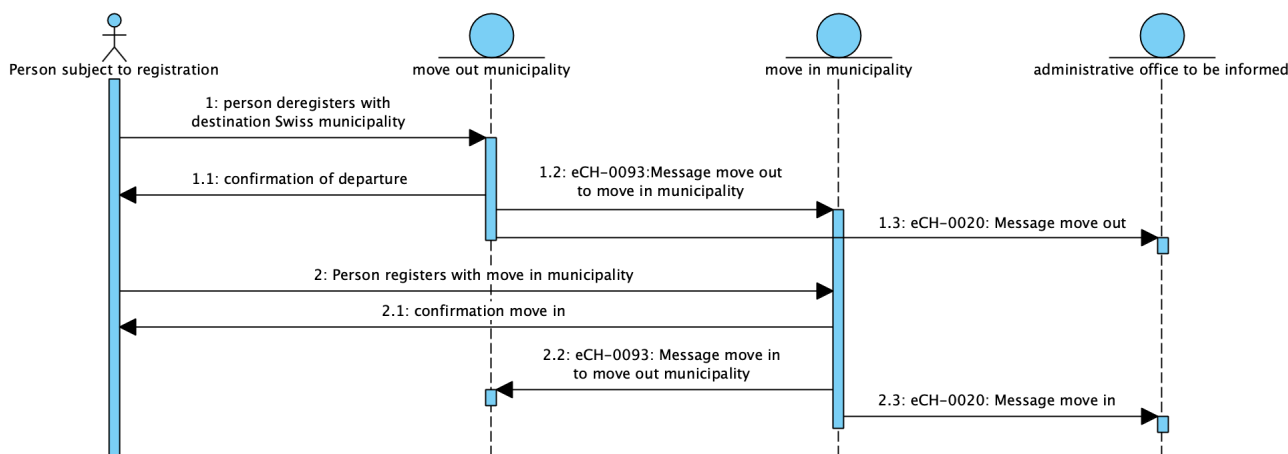 Person subject to registration
move out municipality
move in municipality
administrative office to be informed
1: person deregisters with
destination Swiss municipality
1.1: confirmation of departure
1.2: eCH-0093:Message move out
to move in municipality
1.3: eCH-0020: Message move out
2: Person registers with move in municipality
2.1: confirmation move in
2.2: eCH-0093: Message move in
to move out municipality
2.3: eCH-0020: Message move in